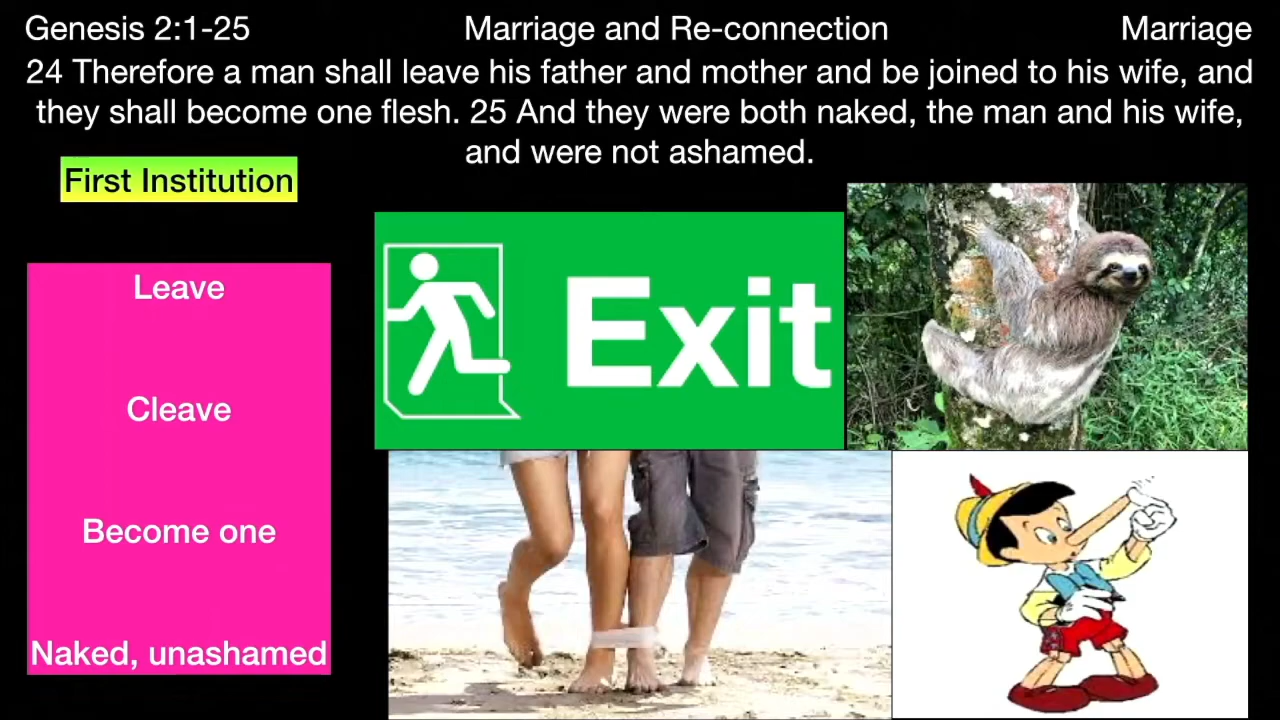 Genesis 2:1-25
Marriage and Re-connection
Marriage
24 Therefore a man shall leave his father and mother and be joined to his wife, and
they shall become one flesh. 25 And they were both naked, the man and his wife,
and were not ashamed.
First Institution
Leave
Cleave
Become one
Naked, unashamed
Exit